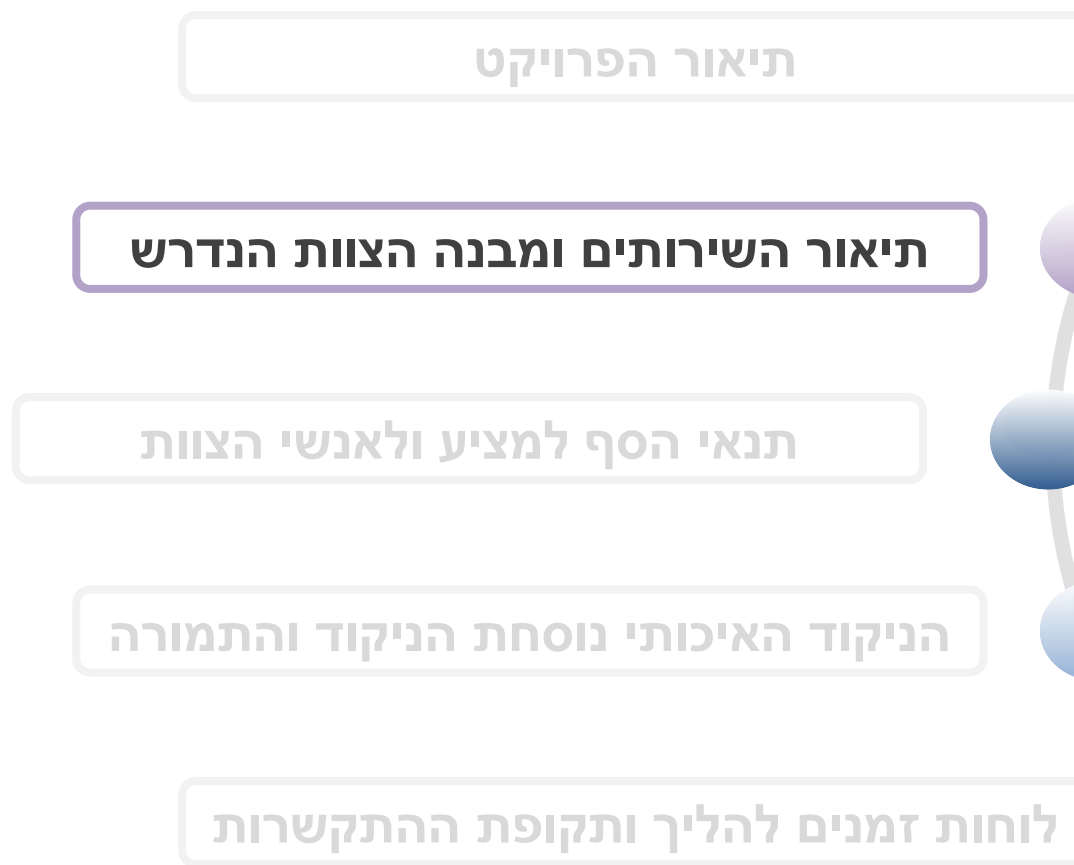 תיאור הפרויקט
תיאור השירותים ומבנה הצוות הנדרש
תנאי הסף למציע ולאנשי הצוות
הניקוד האיכותי נוסחת הניקוד והתמורה
לוחות זמנים להליך ותקופת ההתקשרות